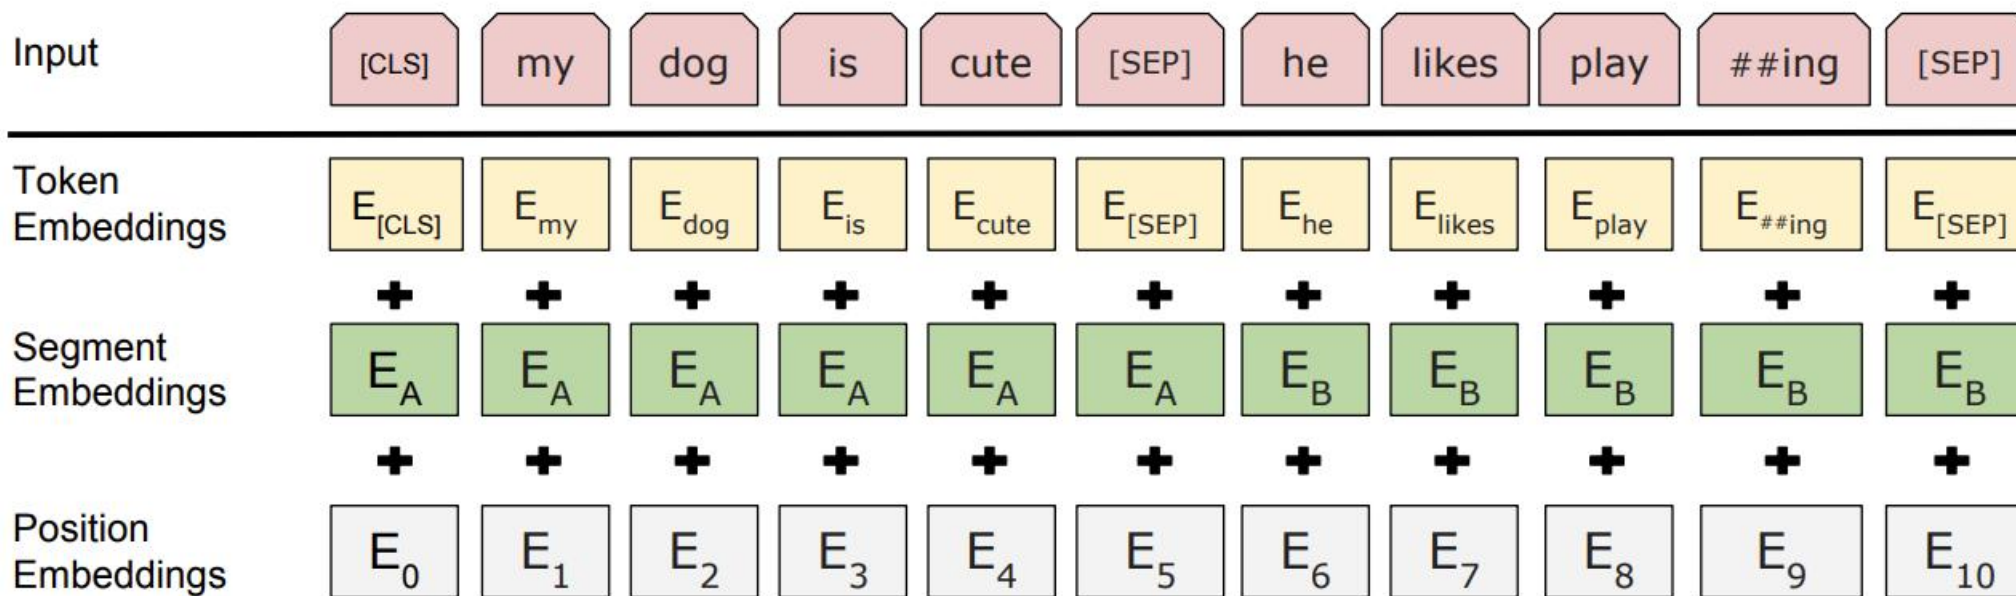 Input [CLS] my dog is cute [SEP] he likes play ##ing [SEP]
Token Embeddings E[CLS] Emy Edog Eis Ecute E[SEP] Ehe Elikes Eplay E##ing E[SEP]
+ + + + + + + + + + +
Segment Embeddings EA EA EA EA EA EA EB EB EB EB EB
+ + + + + + + + + + +
Position Embeddings E0 E1 E2 E3 E4 E5 E6 E7 E8 E9 E10